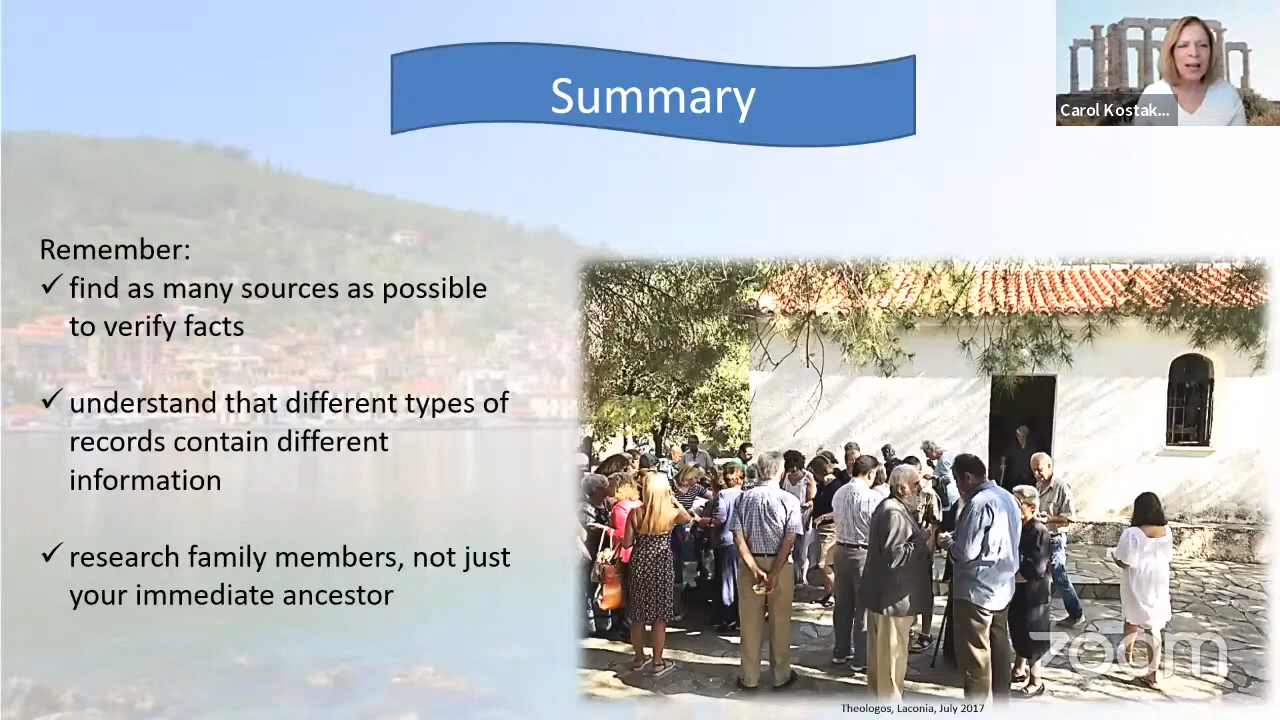 Summary
Carol Kostak...
Remember:
✓ find as many sources as possible
to verify facts
✓ understand that different types of
records contain different
information
✓ research family members, not just
your immediate ancestor
zoom
Theologos, Laconia, July 2017